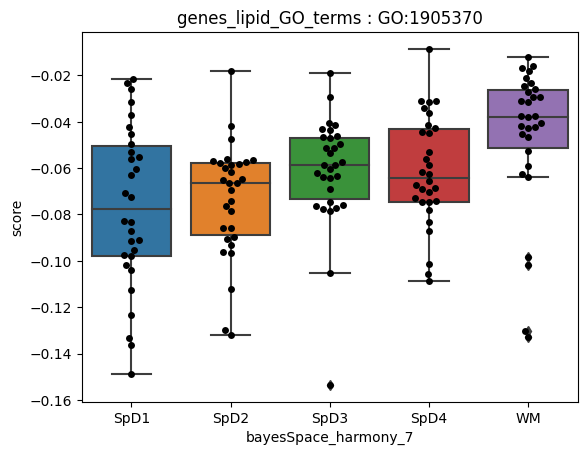 genes_lipid_GO_terms : GO:1905370
−0.02
−0.04
−0.06
−0.08
−0.10
−0.12
−0.14
−0.16
score
SpD1 SpD2 SpD3 SpD4 WM
bayesSpace_harmony_7